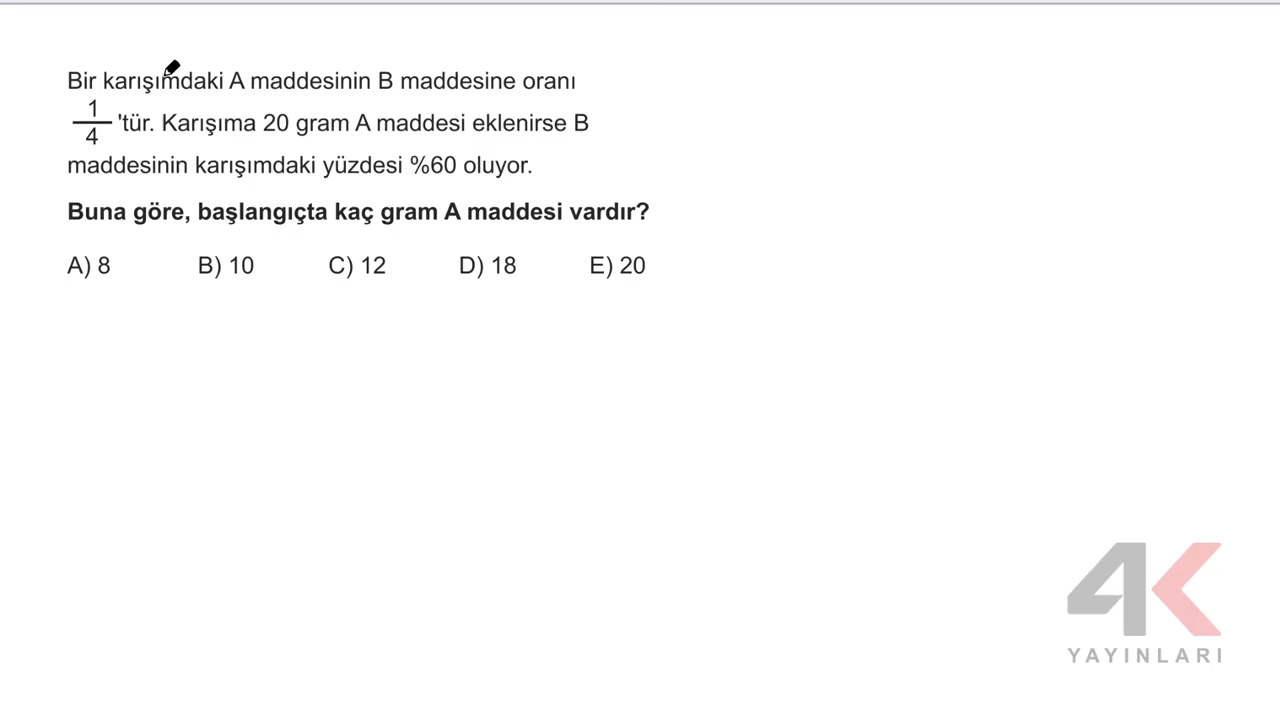 Bir karışımdaki A maddesinin B maddesine oranı
1
4 'tür. Karışıma 20 gram A maddesi eklenirse B
maddesinin karışımdaki yüzdesi %60 oluyor.
Buna göre, başlangıçta kaç gram A maddesi vardır?
A) 8 B) 10 C) 12 D) 18 E) 20
4K
YAYINLARI